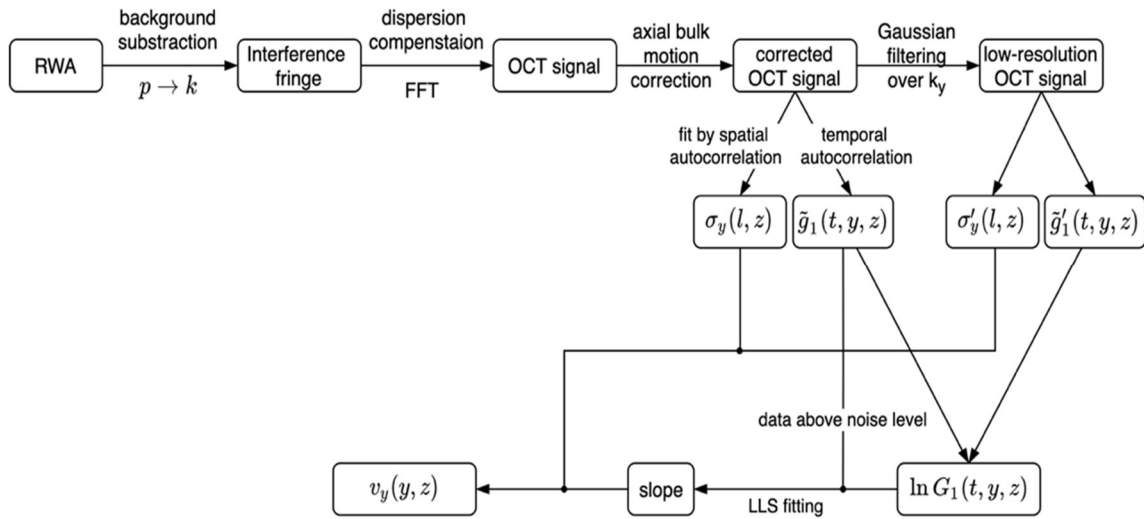 background
substraction
RWA
p → k
Interference
fringe
dispersion
compenstaion
FFT
OCT signal
axial bulk
motion
correction
corrected
OCT signal
Gaussian
filtering
over k_y
low-resolution
OCT signal
fit by spatial
autocorrelation
temporal
autocorrelation
σ_y(l, z)
g̃_1(t, y, z)
σ′_y(l, z)
g̃′_1(t, y, z)
data above noise level
v_y(y, z)
slope
LLS fitting
ln G_1(t, y, z)